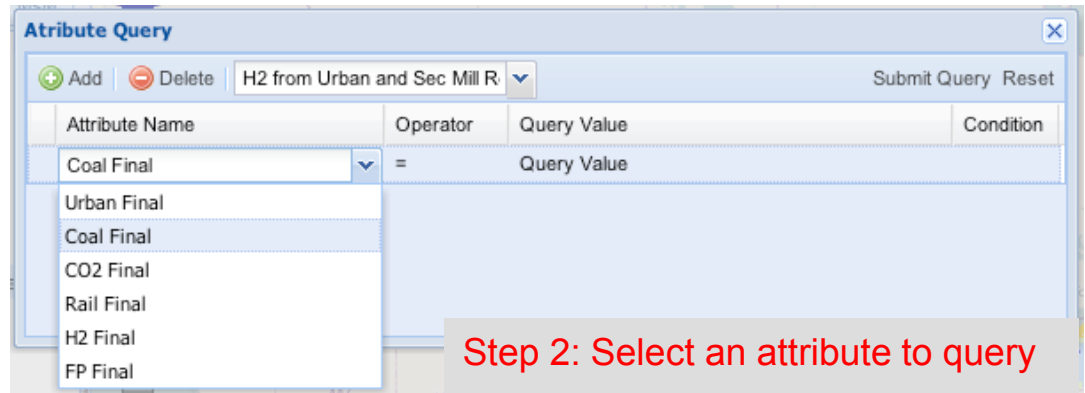 Atribute Query
Add Delete H2 from Urban and Sec Mill R Submit Query Reset
Attribute Name Operator Query Value Condition
Coal Final = Query Value
Urban Final
Coal Final
CO2 Final
Rail Final
H2 Final
FP Final
Step 2: Select an attribute to query